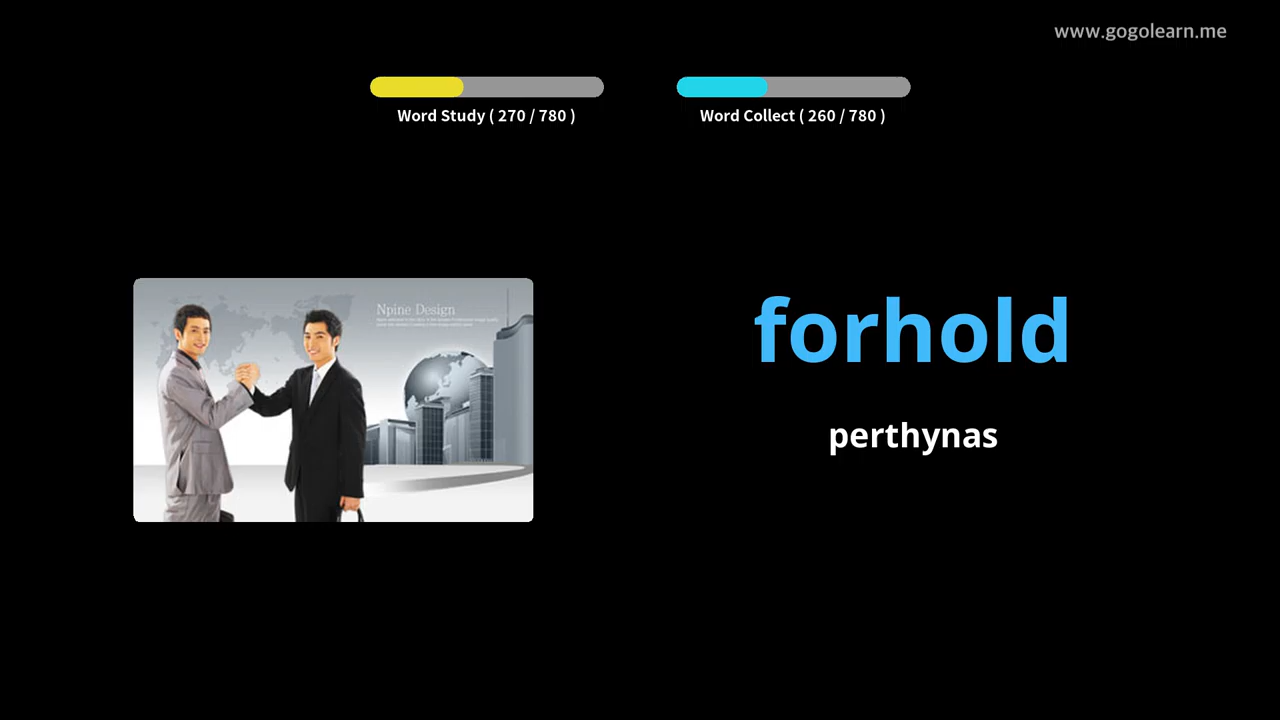 www.gogolearn.me
Word Study ( 270 / 780 )
Word Collect ( 260 / 780 )
Npine Design
forhold
perthynas